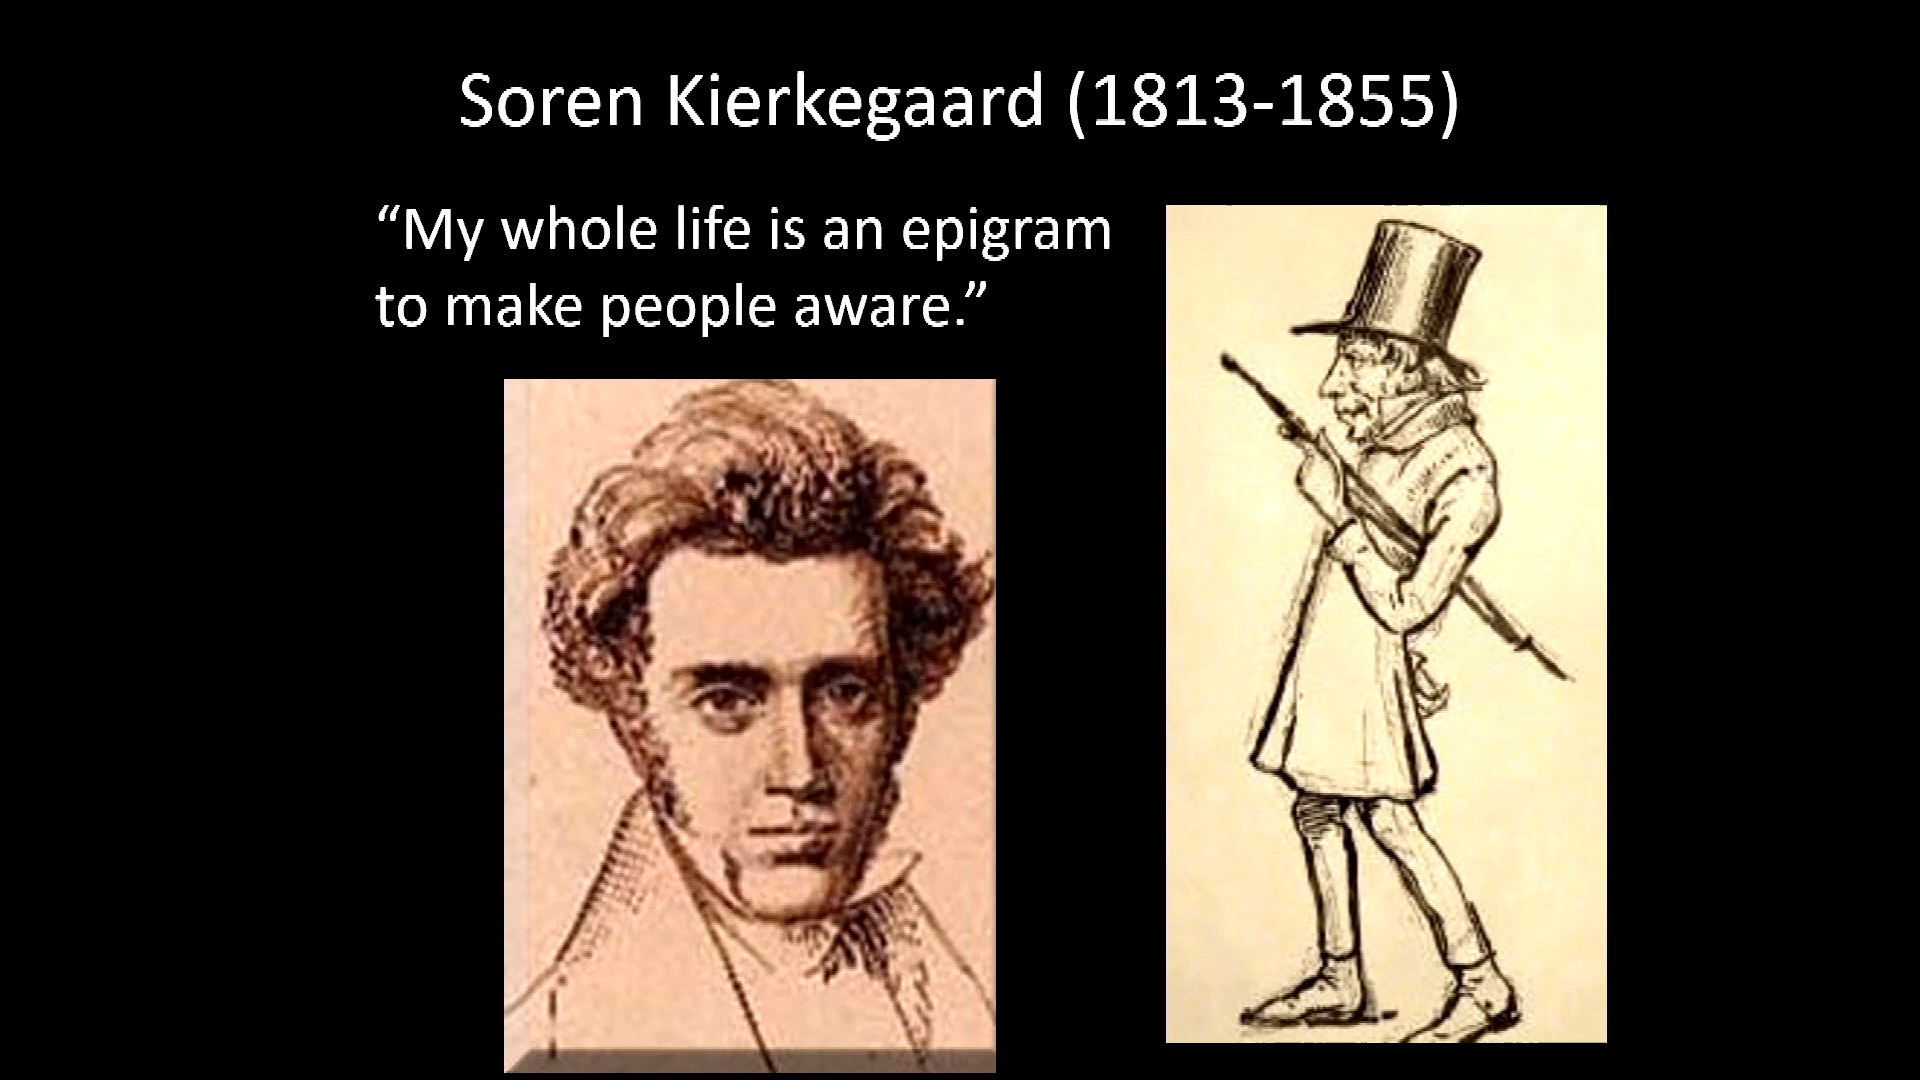 Soren Kierkegaard (1813-1855)
“My whole life is an epigram
to make people aware.”